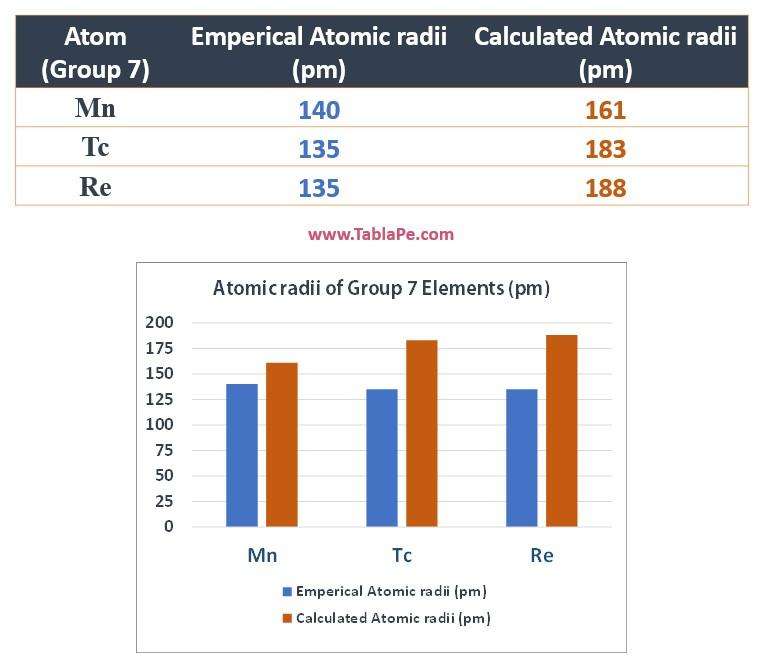 Atom Emperical Atomic radii Calculated Atomic radii
(Group 7) (pm) (pm)
Mn 140 161
Tc 135 183
Re 135 188
www.TablaPe.com
Atomic radii of Group 7 Elements (pm)
200
175
150
125
100
75
50
25
0
Mn Tc Re
Emperical Atomic radii (pm)
Calculated Atomic radii (pm)